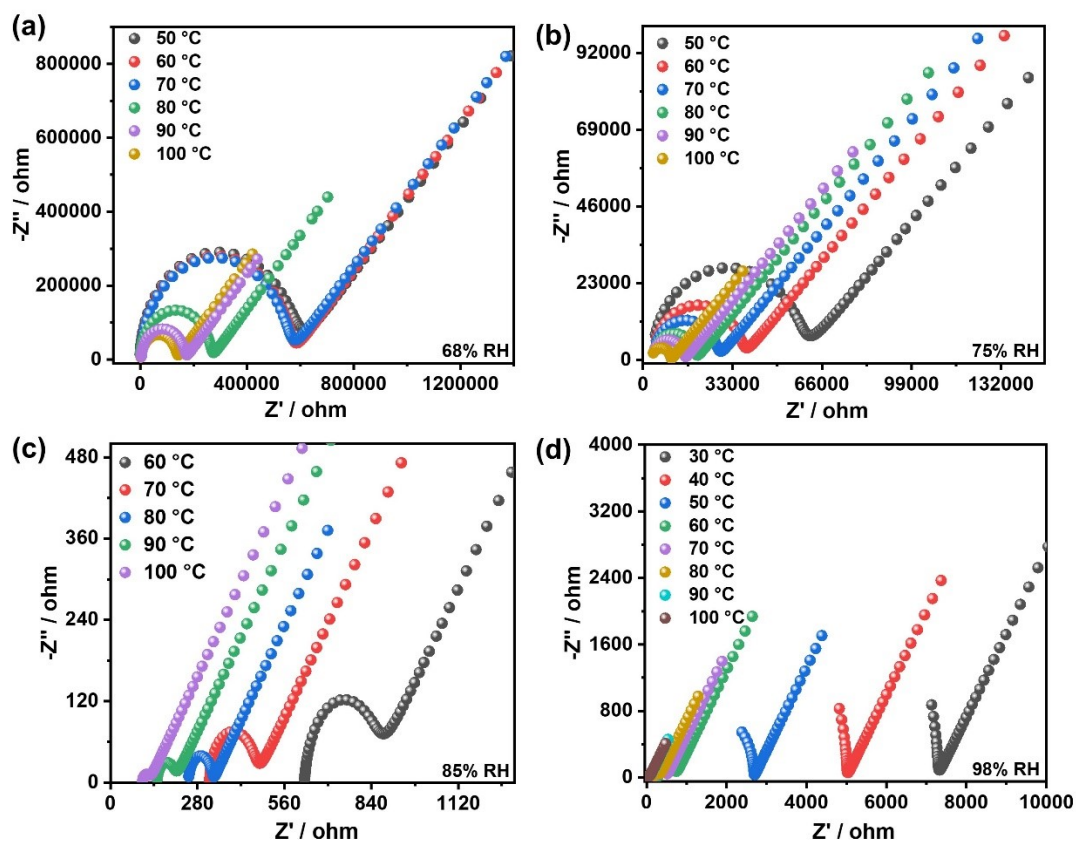 (a)
50 °C
60 °C
70 °C
80 °C
90 °C
100 °C
800000
600000
400000
200000
0
-Z'' / ohm
0 400000 800000 1200000
Z' / ohm
68% RH
(b)
50 °C
60 °C
70 °C
80 °C
90 °C
100 °C
92000
69000
46000
23000
0
-Z'' / ohm
0 33000 66000 99000 132000
Z' / ohm
75% RH
(c)
60 °C
70 °C
80 °C
90 °C
100 °C
480
360
240
120
0
-Z'' / ohm
0 280 560 840 1120
Z' / ohm
85% RH
(d)
30 °C
40 °C
50 °C
60 °C
70 °C
80 °C
90 °C
100 °C
4000
3200
2400
1600
800
0
-Z'' / ohm
0 2000 4000 6000 8000 10000
Z' / ohm
98% RH